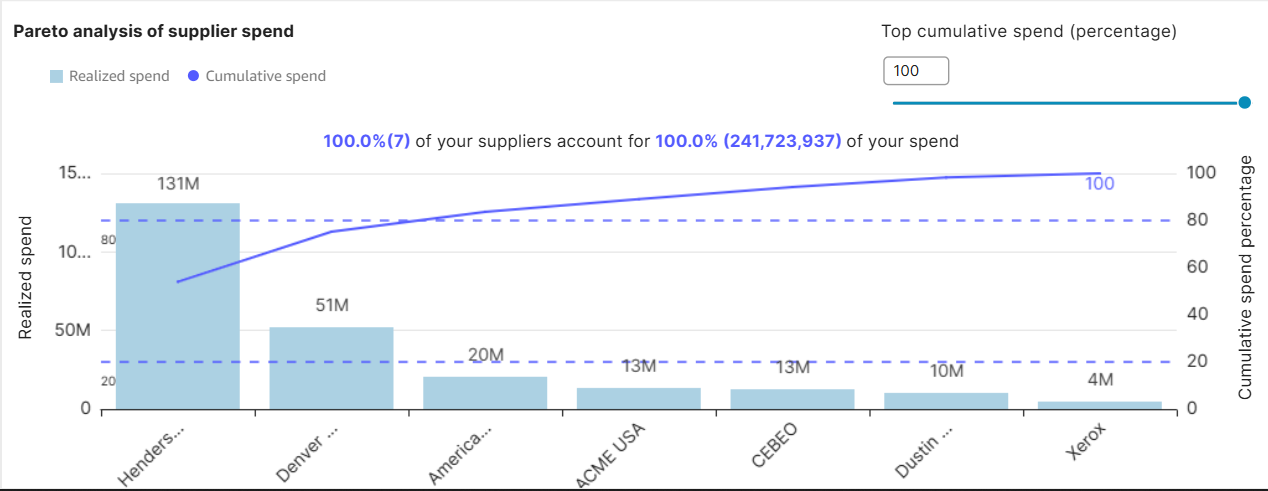 Pareto analysis of supplier spend
Top cumulative spend (percentage)
Realized spend
Cumulative spend
100
100.0%(7) of your suppliers account for 100.0% (241,723,937) of your spend
Realized spend
15...
10...
50M
0
80
20
131M
51M
20M
13M
13M
10M
4M
100
100
80
60
40
20
0
Cumulative spend percentage
Henders...
Denver ...
America...
ACME USA
CEBEO
Dustin ...
Xerox